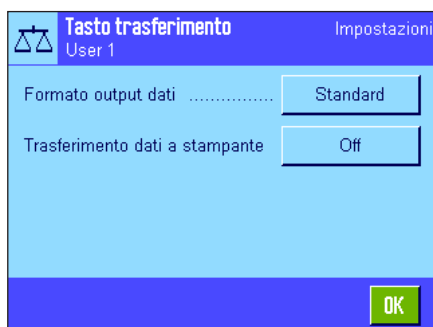 Tasto trasferimento Impostazioni
User 1
Formato output dati ................ Standard
Trasferimento dati a stampante Off
OK